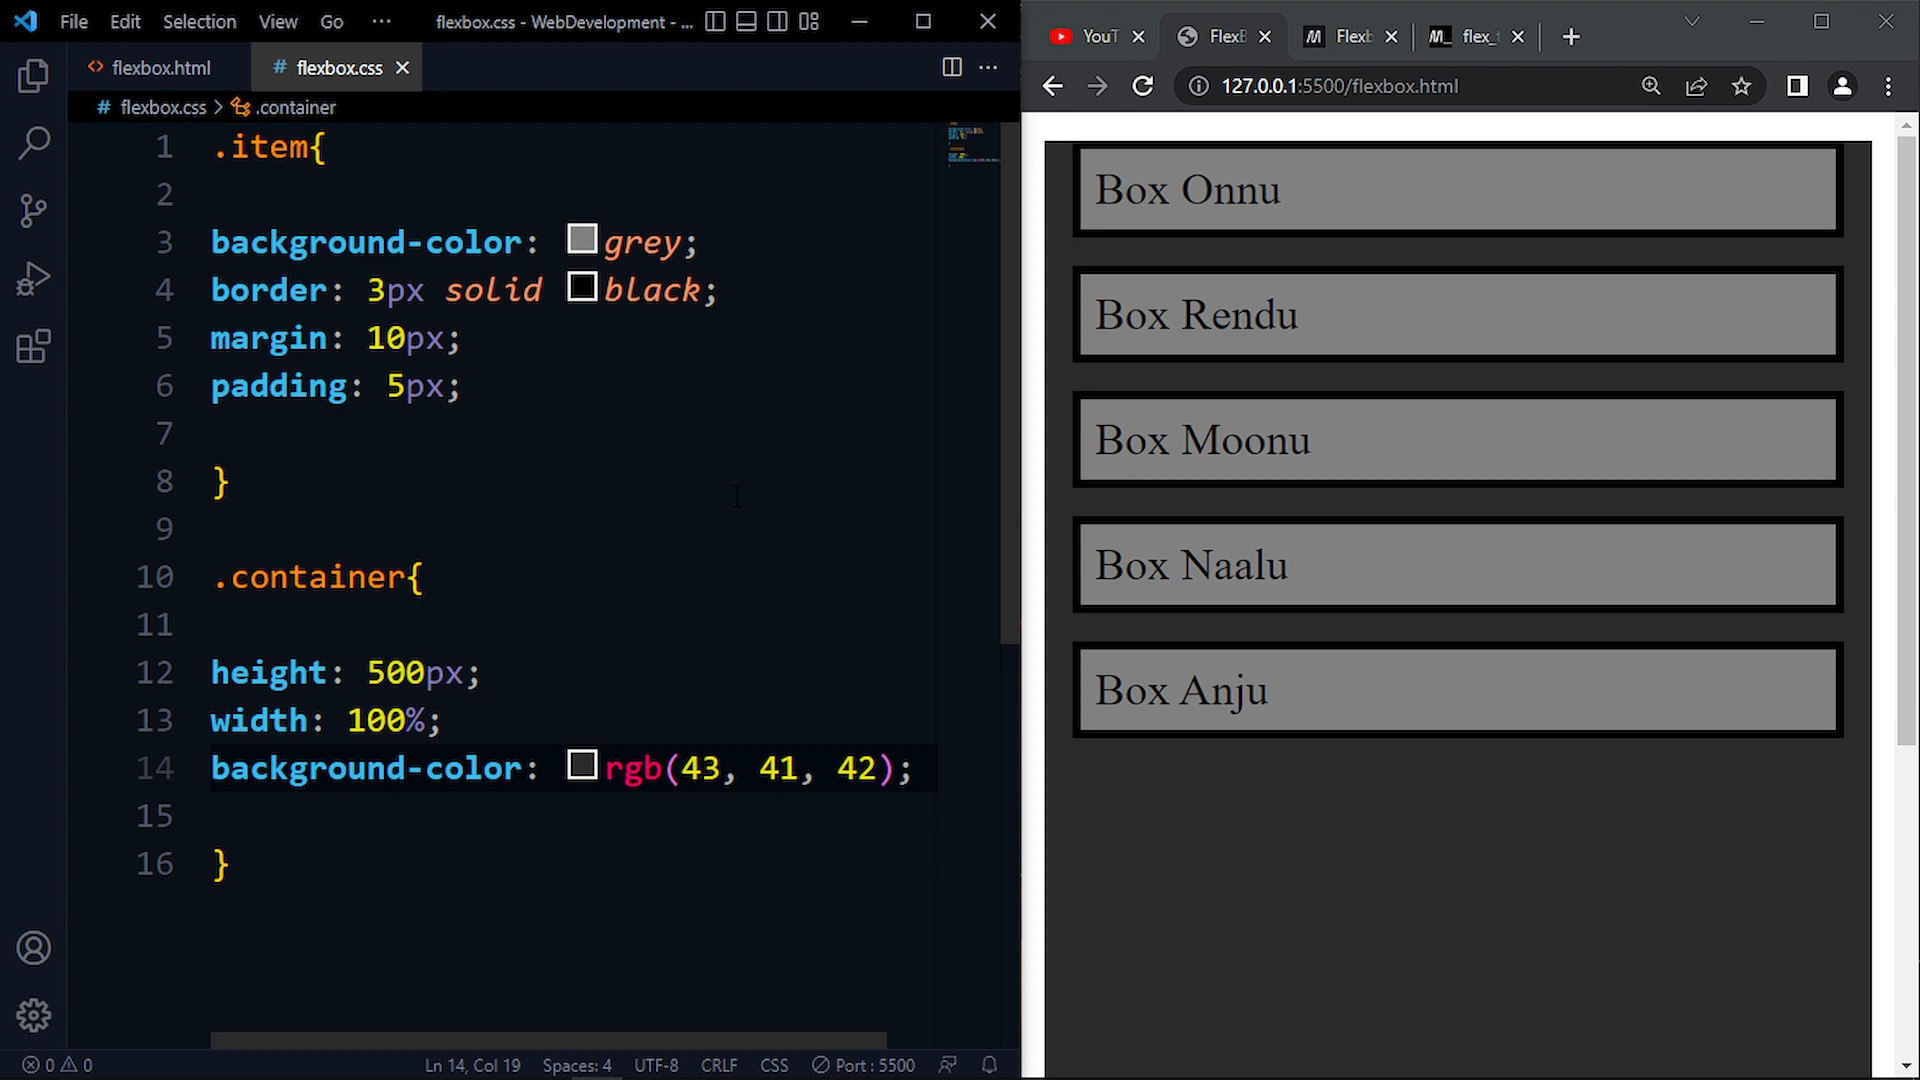 File Edit Selection View Go ··· flexbox.css - WebDevelopment - ...
flexbox.html
# flexbox.css
# flexbox.css > .container
1 .item{
2
3 background-color: grey;
4 border: 3px solid black;
5 margin: 10px;
6 padding: 5px;
7
8 }
9
10 .container{
11
12 height: 500px;
13 width: 100%;
14 background-color: rgb(43, 41, 42);
15
16 }
0 0 Ln 14, Col 19 Spaces: 4 UTF-8 CRLF CSS Port : 5500
YouT FlexB Flexb flex_
127.0.0.1:5500/flexbox.html
Box Onnu
Box Rendu
Box Moonu
Box Naalu
Box Anju